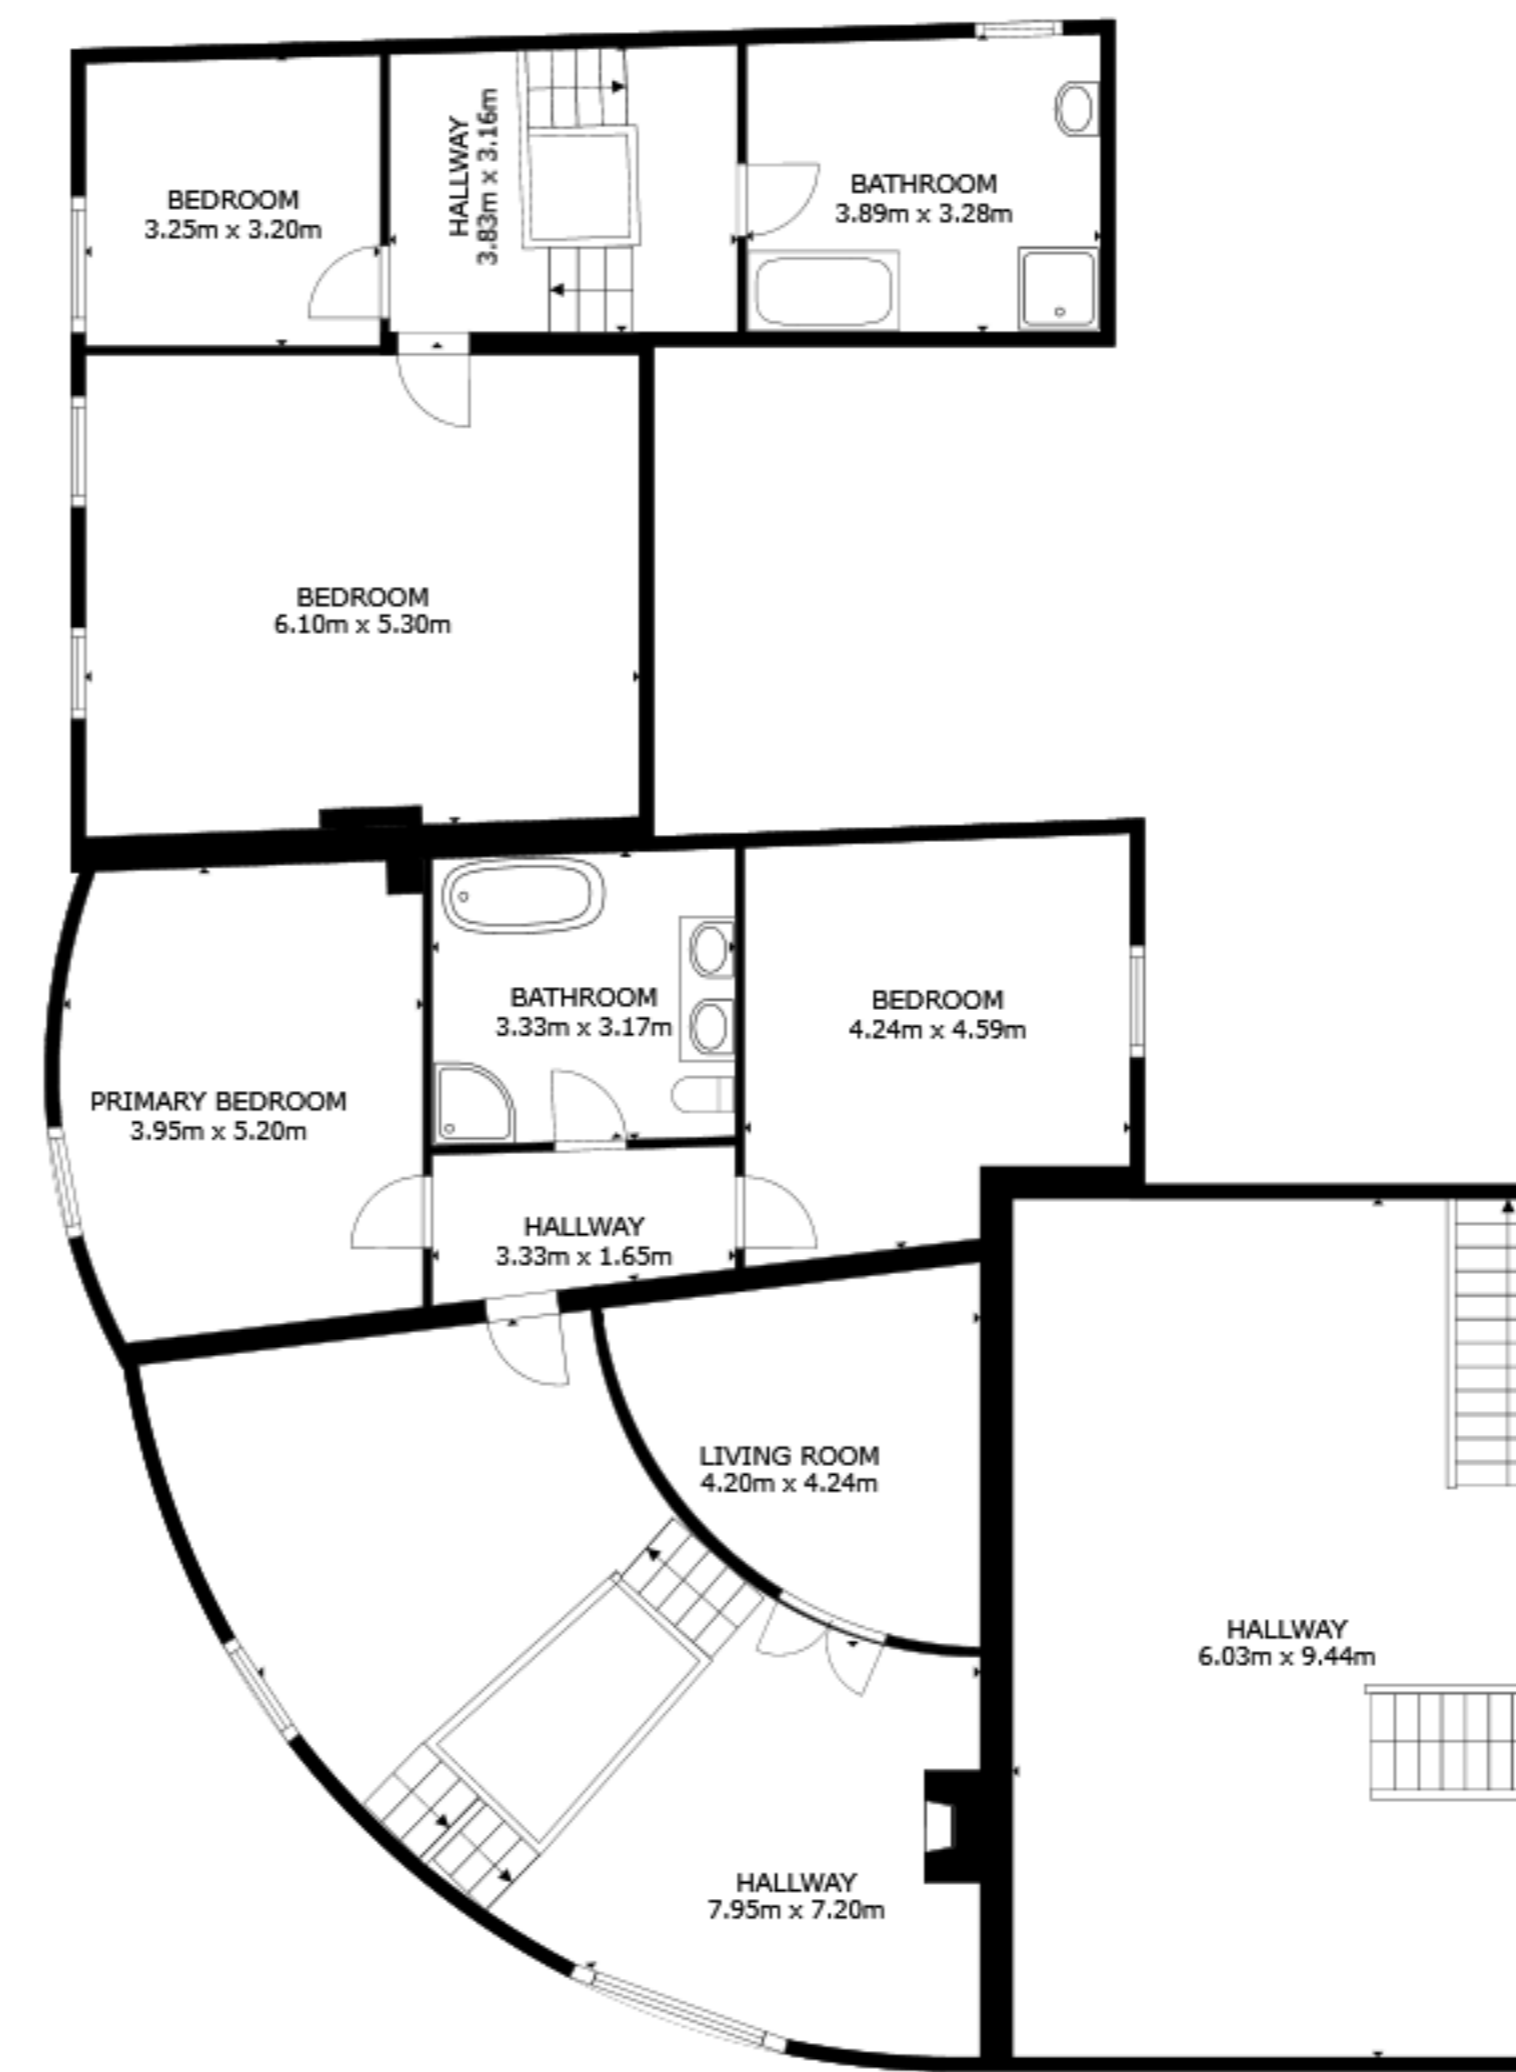 BEDROOM
3.25m x 3.20m
HALLWAY
3.83m x 3.16m
BATHROOM
3.89m x 3.28m
BEDROOM
6.10m x 5.30m
BATHROOM
3.33m x 3.17m
BEDROOM
4.24m x 4.59m
PRIMARY BEDROOM
3.95m x 5.20m
HALLWAY
3.33m x 1.65m
LIVING ROOM
4.20m x 4.24m
HALLWAY
6.03m x 9.44m
HALLWAY
7.95m x 7.20m